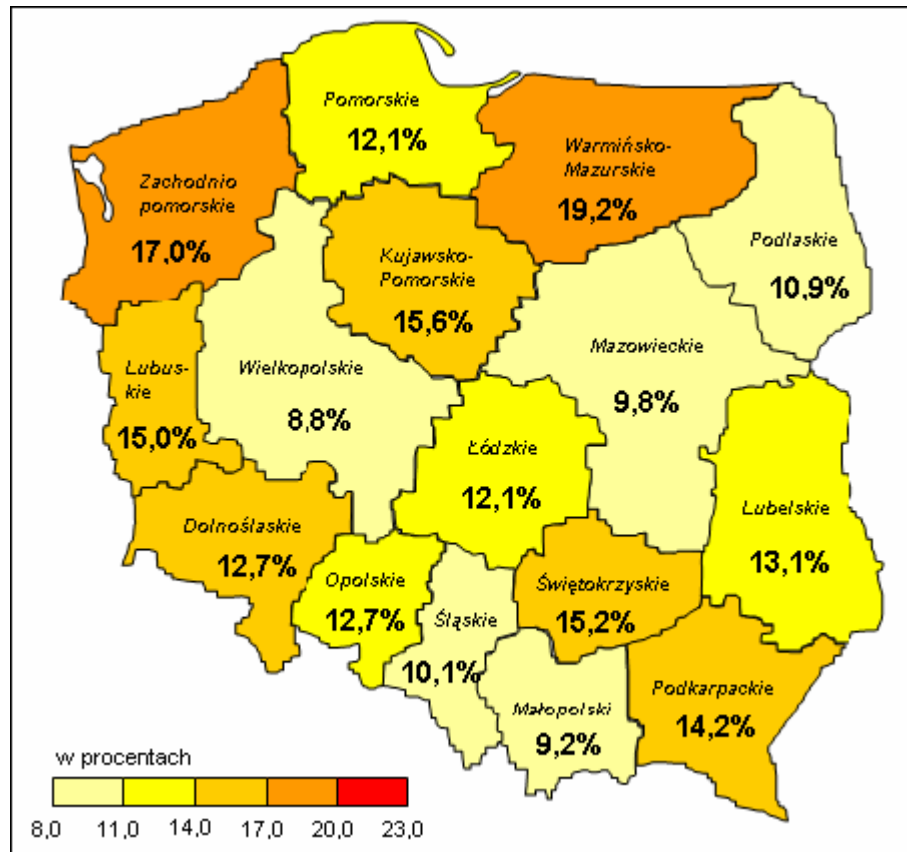 Pomorskie
12,1%
Warmińsko-
Mazurskie
19,2%
Zachodnio
pomorskie
17,0%
Podlaskie
10,9%
Kujawsko-
Pomorskie
15,6%
Mazowieckie
9,8%
Lubus-
kie
15,0%
Wielkopolskie
8,8%
Łódzkie
12,1%
Lubelskie
13,1%
Dolnoślaskie
12,7%
Opolskie
12,7%
Śląskie
10,1%
Świętokrzyskie
15,2%
Małopolski
9,2%
Podkarpackie
14,2%
w procentach
8,0 11,0 14,0 17,0 20,0 23,0